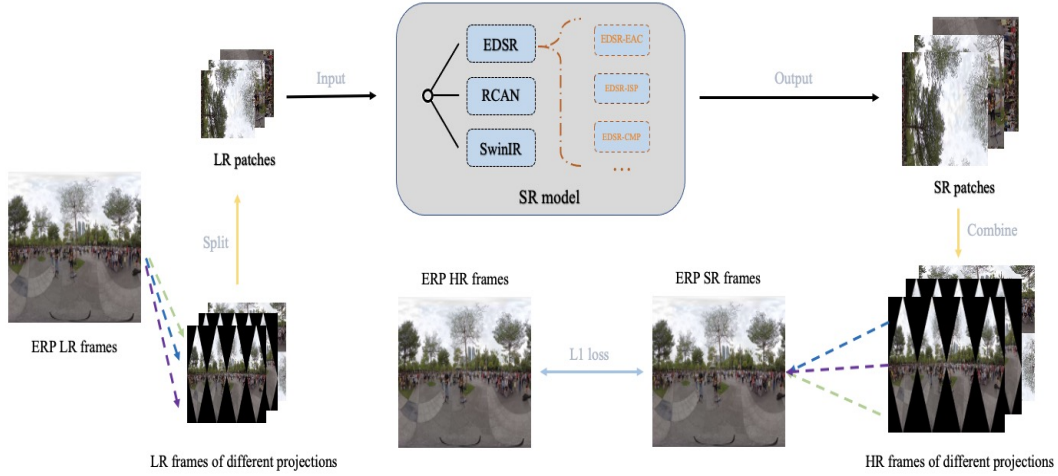 LR patches
Input
EDSR
RCAN
SwinIR
EDSR-EAC
EDSR-ISP
EDSR-CMP
...
SR model
Output
SR patches
Split
Combine
ERP LR frames
LR frames of different projections
ERP HR frames
L1 loss
ERP SR frames
HR frames of different projections